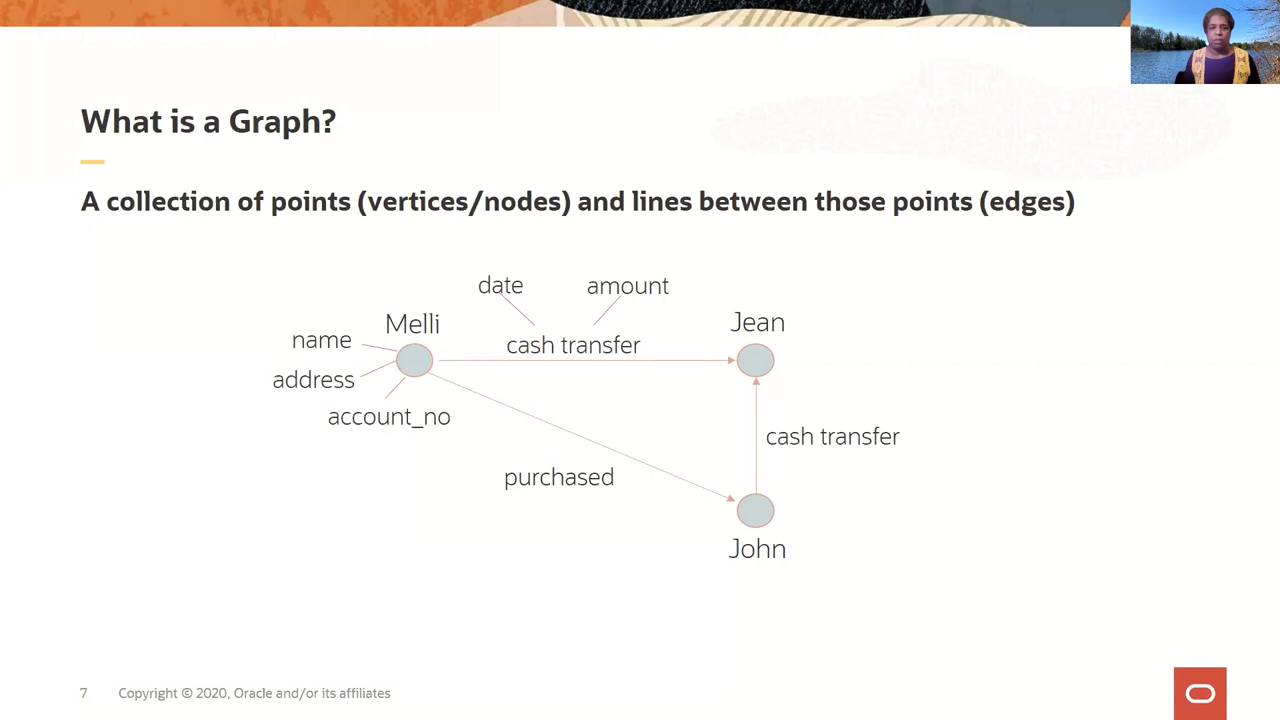 What is a Graph?
A collection of points (vertices/nodes) and lines between those points (edges)
date
amount
Melli
Jean
name
cash transfer
address
account_no
cash transfer
purchased
John
7
Copyright © 2020, Oracle and/or its affiliates